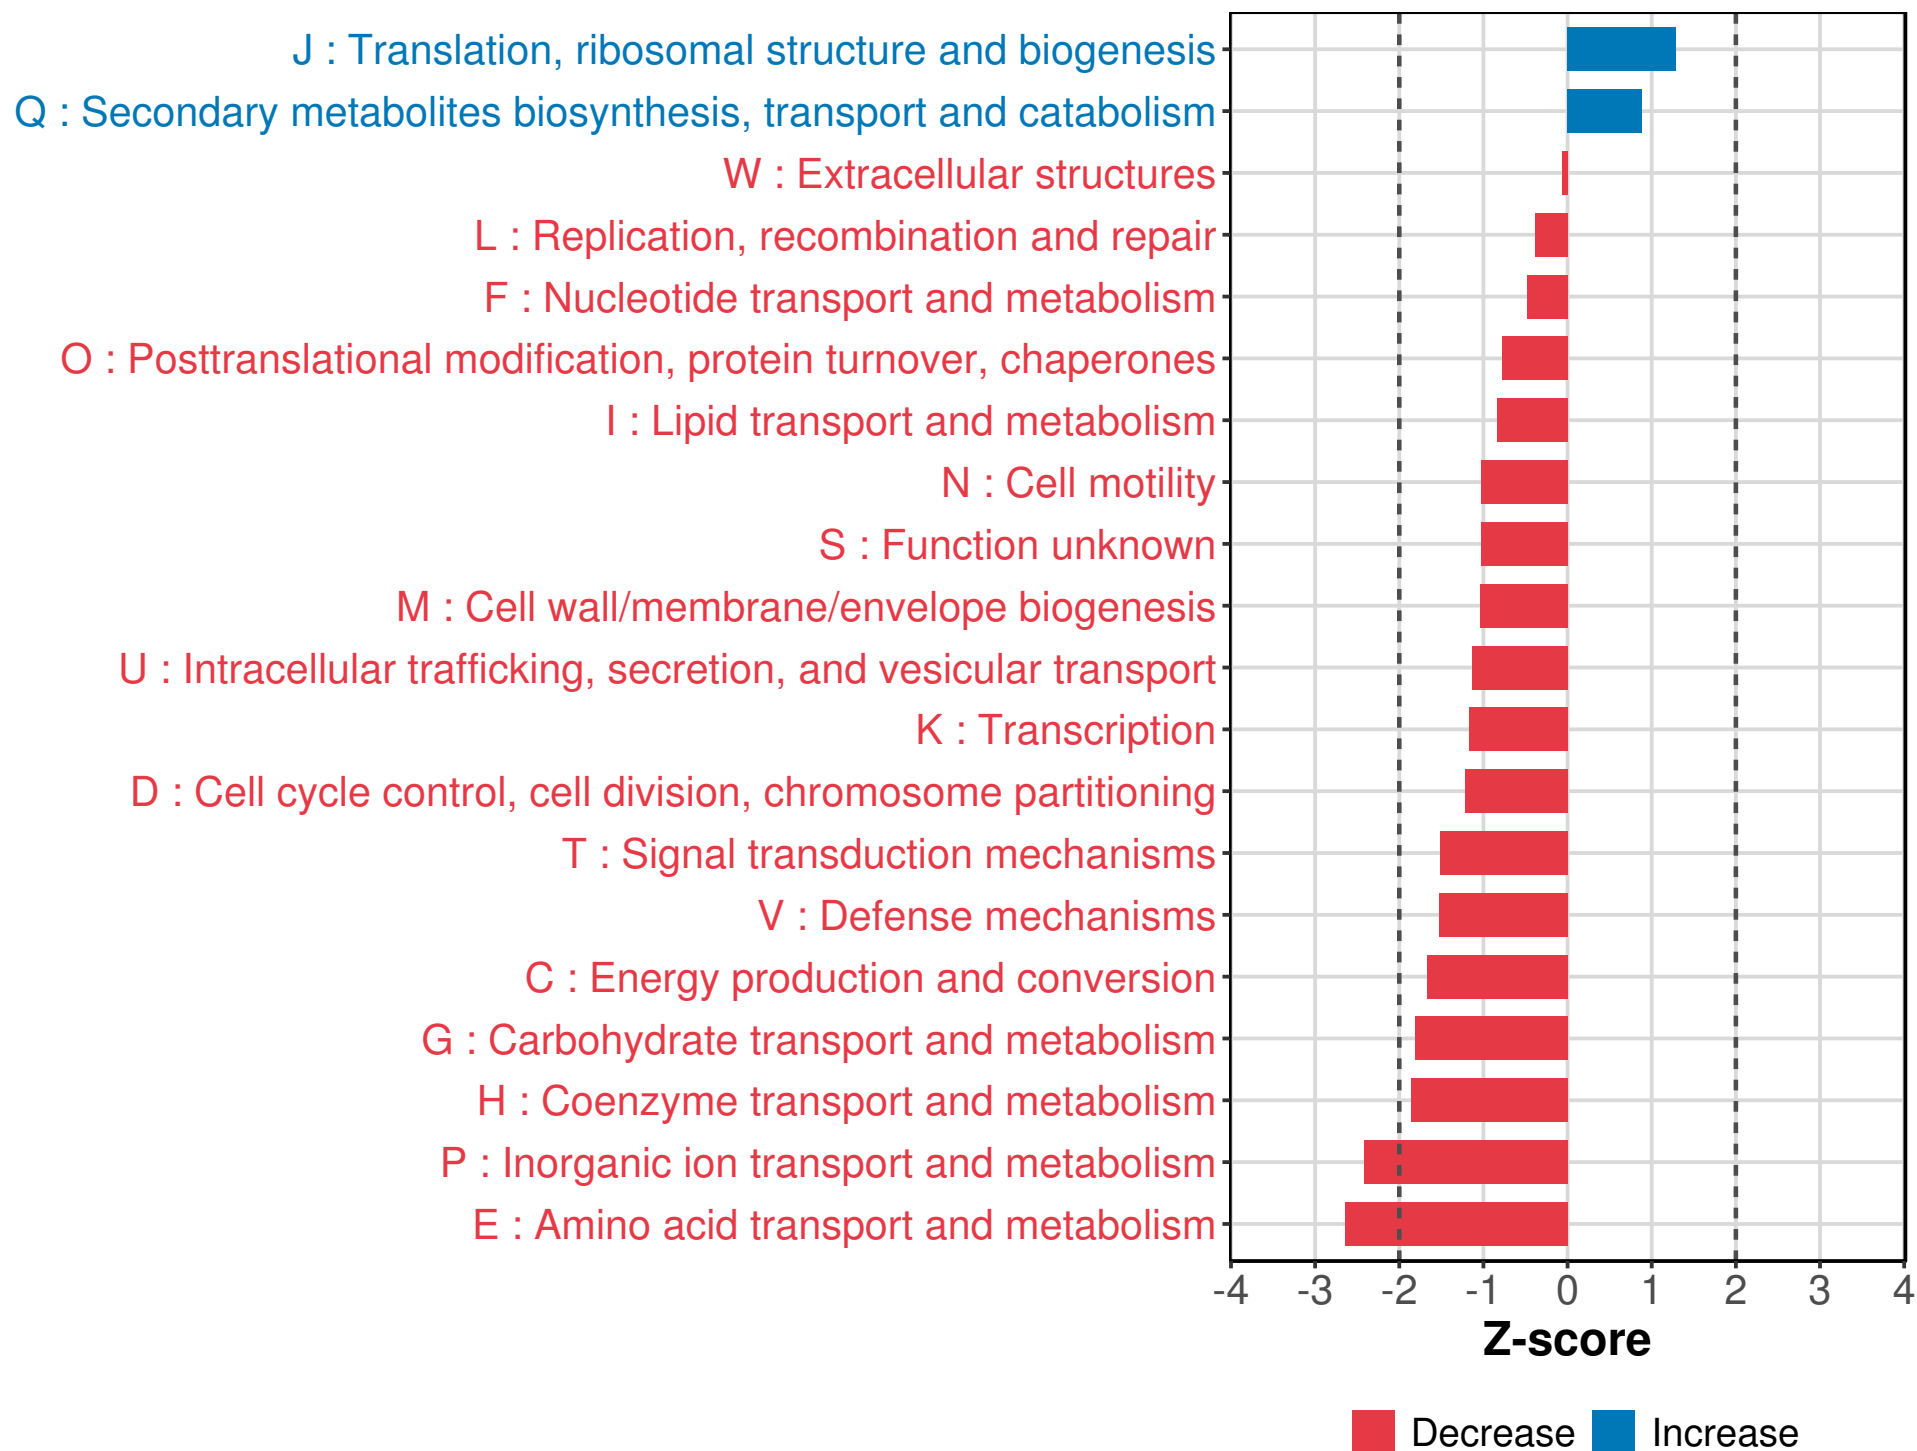 J : Translation, ribosomal structure and biogenesis
Q : Secondary metabolites biosynthesis, transport and catabolism
W : Extracellular structures
L : Replication, recombination and repair
F : Nucleotide transport and metabolism
O : Posttranslational modification, protein turnover, chaperones
I : Lipid transport and metabolism
N : Cell motility
S : Function unknown
M : Cell wall/membrane/envelope biogenesis
U : Intracellular trafficking, secretion, and vesicular transport
K : Transcription
D : Cell cycle control, cell division, chromosome partitioning
T : Signal transduction mechanisms
V : Defense mechanisms
C : Energy production and conversion
G : Carbohydrate transport and metabolism
H : Coenzyme transport and metabolism
P : Inorganic ion transport and metabolism
E : Amino acid transport and metabolism
-4 -3 -2 -1 0 1 2 3 4
Z-score
Decrease Increase